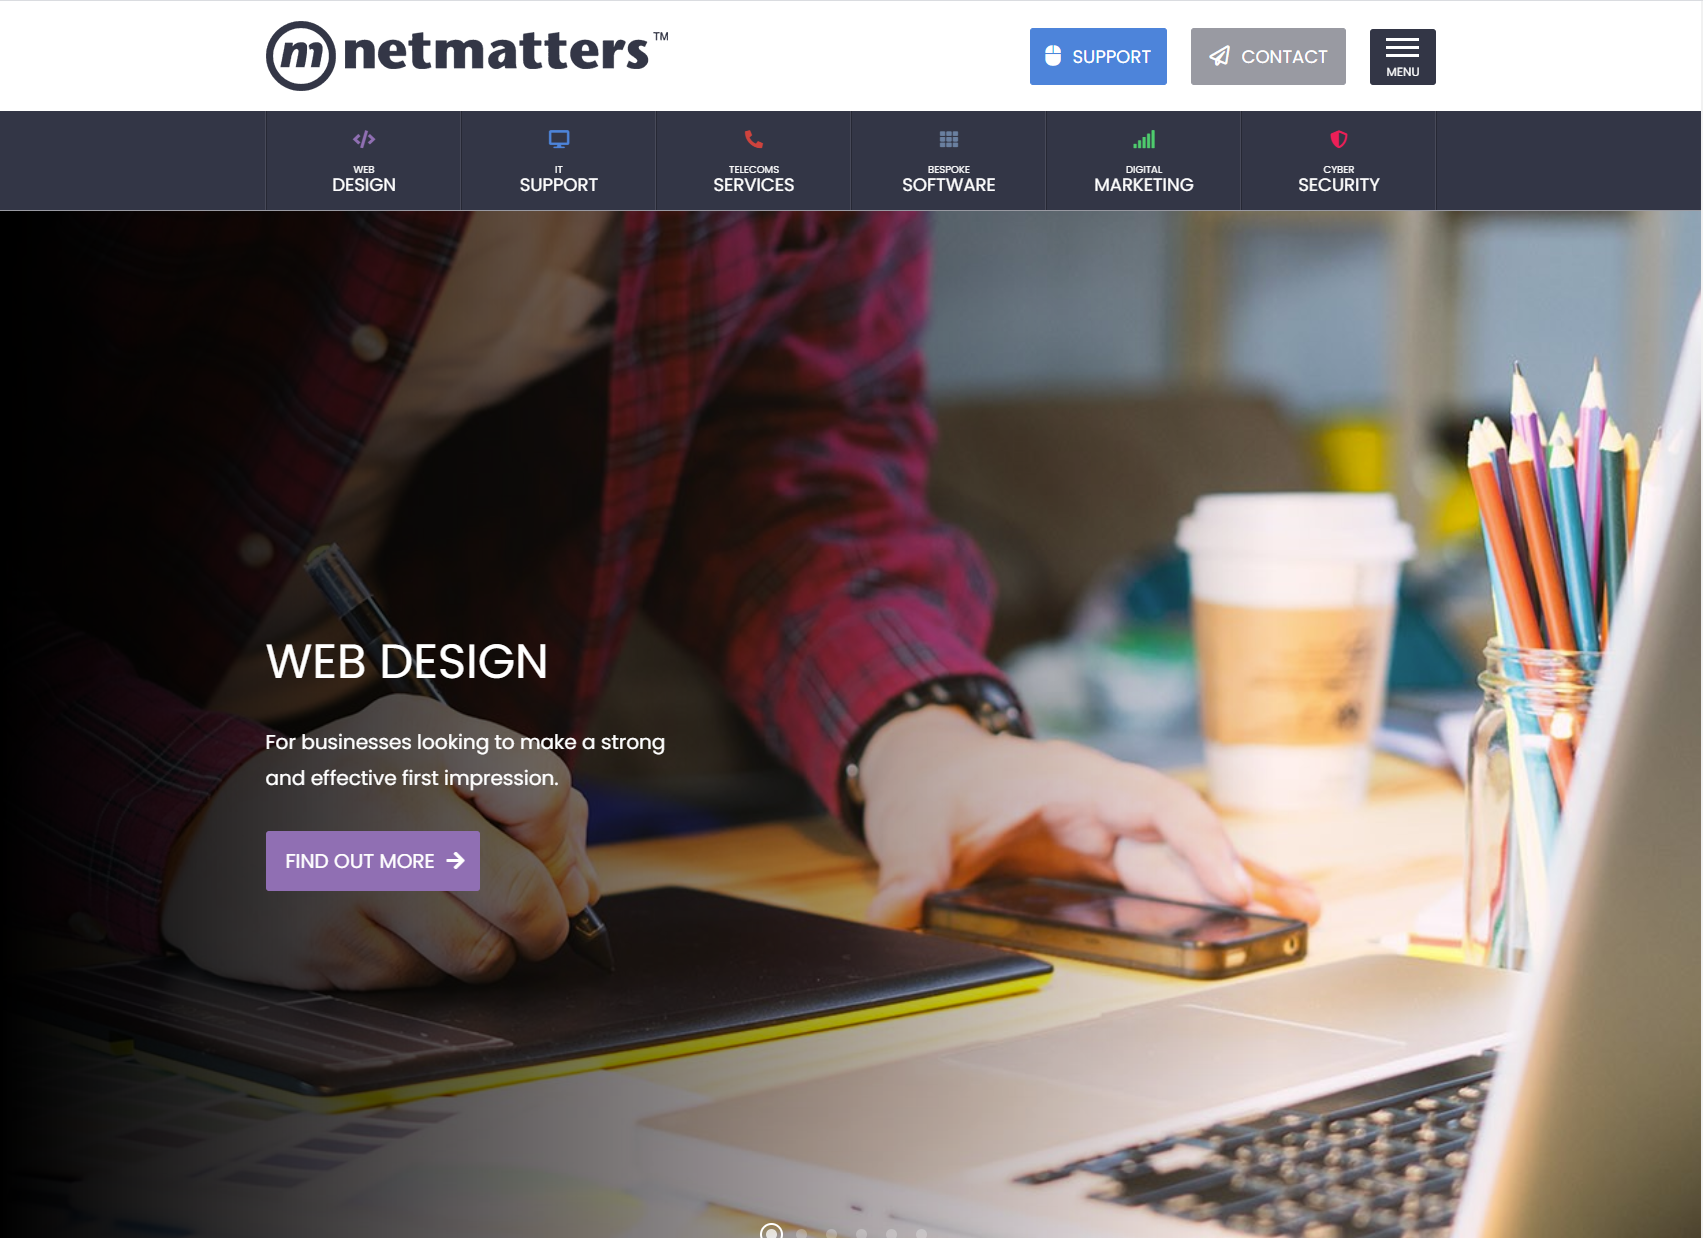 m netmatters™
SUPPORT
CONTACT
MENU
WEB
DESIGN
IT
SUPPORT
TELECOMS
SERVICES
BESPOKE
SOFTWARE
DIGITAL
MARKETING
CYBER
SECURITY
WEB DESIGN
For businesses looking to make a strong
and effective first impression.
FIND OUT MORE